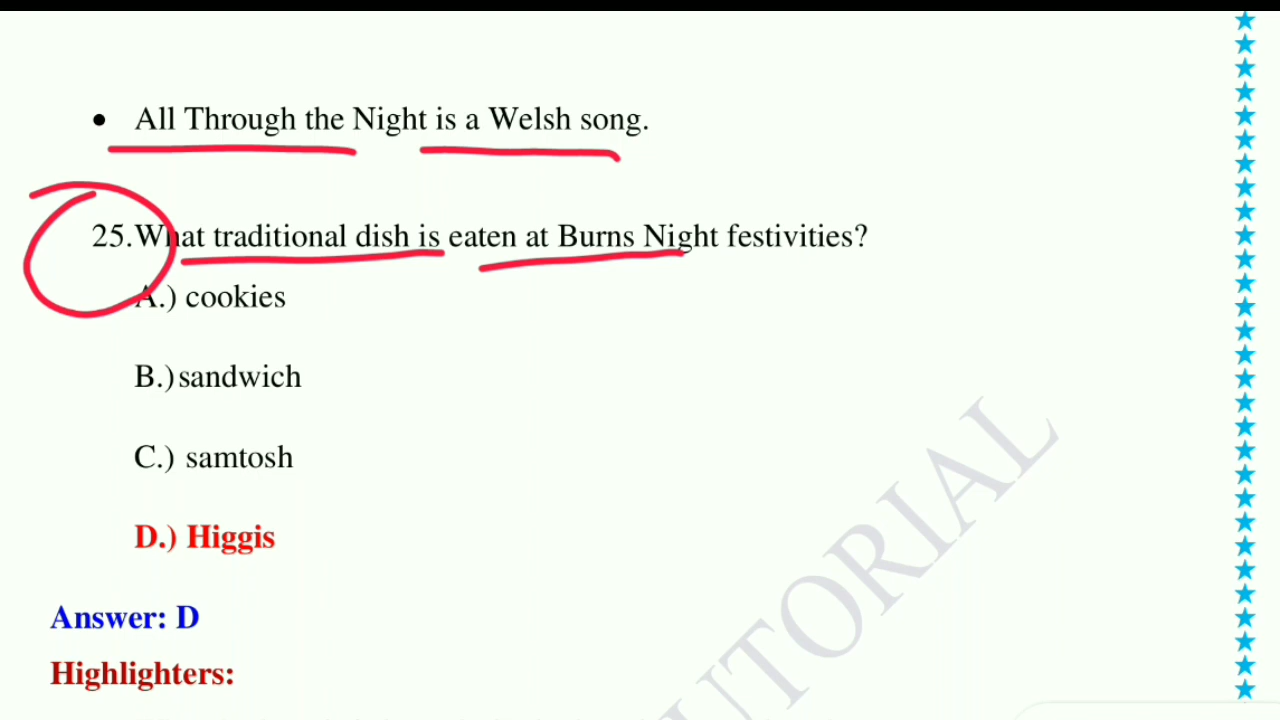 • All Through the Night is a Welsh song.
25.What traditional dish is eaten at Burns Night festivities?
A.) cookies
B.) sandwich
C.) samtosh
D.) Higgis
Answer: D
Highlighters:
UTORIAL